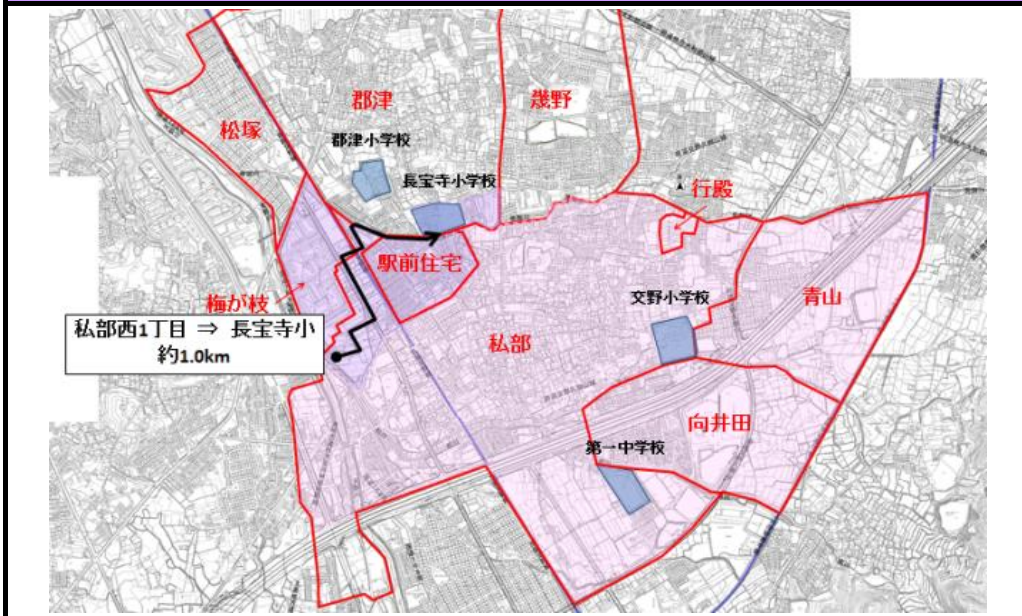 郡津
幾野
松塚
郡津小学校
長宝寺小学校
行殿
駅前住宅
梅が枝
交野小学校
青山
私部西1丁目 ⇒ 長宝寺小
約1.0km
私部
向井田
第一中学校